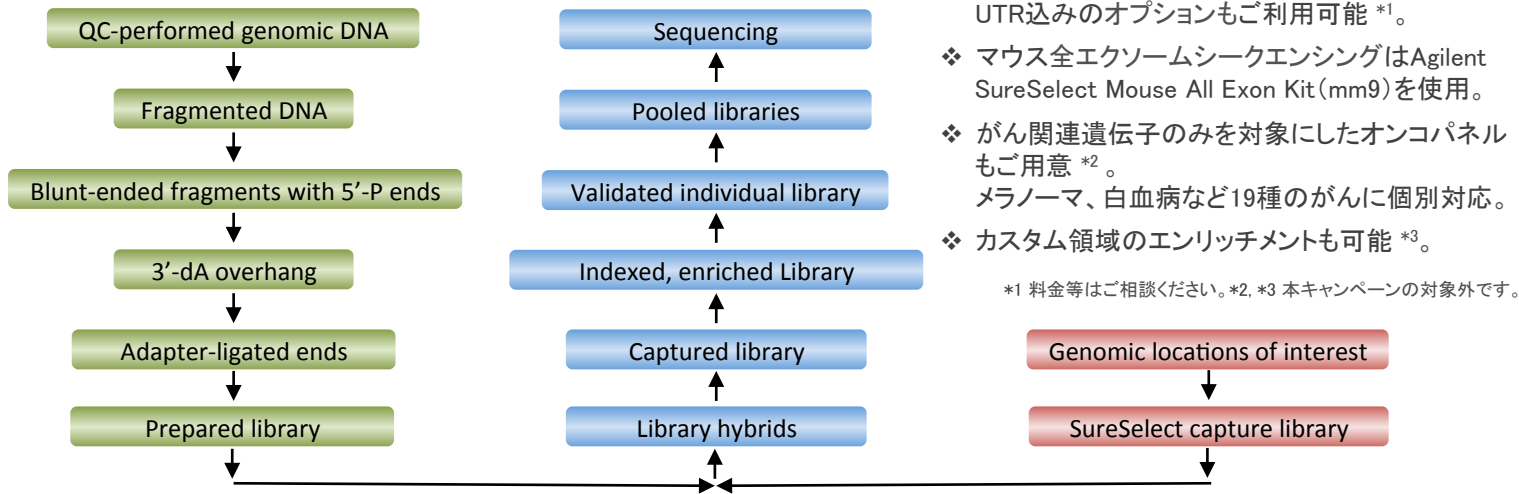 QC-performed genomic DNA
Fragmented DNA
Blunt-ended fragments with 5’-P ends
3’-dA overhang
Adapter-ligated ends
Prepared library
Sequencing
Pooled libraries
Validated individual library
Indexed, enriched Library
Captured library
Library hybrids
UTR込みのオプションもご利用可能 *1。
❖ マウス全エクソームシークエンシングはAgilent
SureSelect Mouse All Exon Kit(mm9)を使用。
❖ がん関連遺伝子のみを対象にしたオンコパネル
もご用意 *2 。
メラノーマ、白血病など19種のがんに個別対応。
❖ カスタム領域のエンリッチメントも可能 *3。
*1 料金等はご相談ください。*2, *3 本キャンペーンの対象外です。
Genomic locations of interest
SureSelect capture library